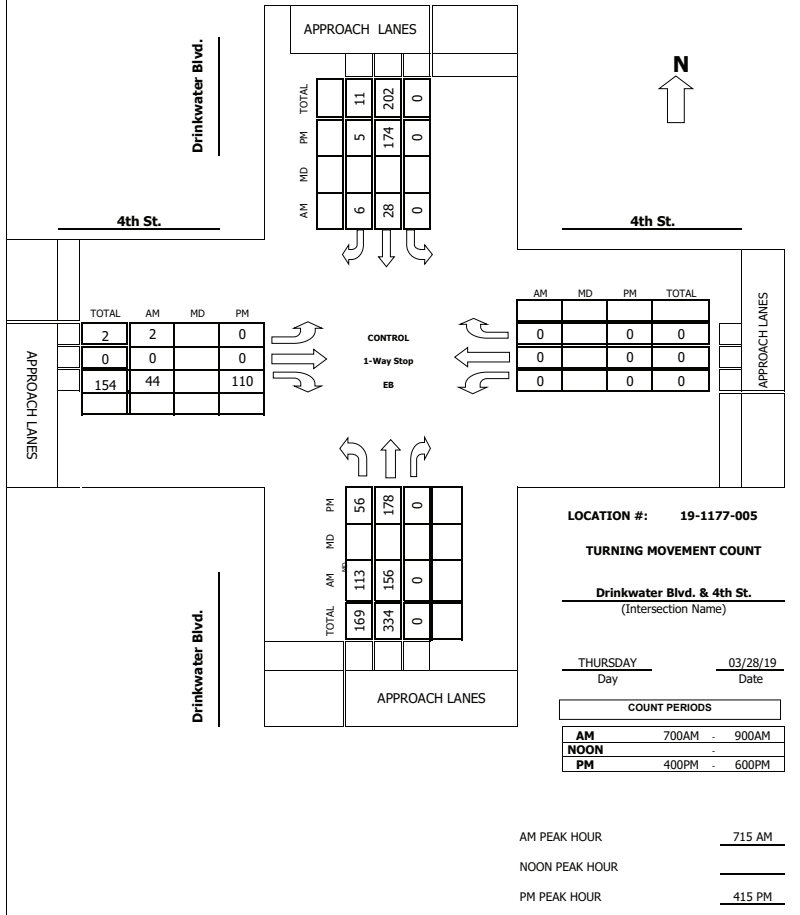 APPROACH LANES
Drinkwater Blvd.
N
TOTAL 11 202 0
PM 5 174 0
MD
AM 6 28 0
4th St.
4th St.
TOTAL AM MD PM
2 2 0
0 0 0
154 44 110
APPROACH LANES
CONTROL
1-Way Stop
EB
AM MD PM TOTAL
0 0 0
0 0 0
0 0 0
APPROACH LANES
PM 56 178 0
MD
MD
AM 113 156 0
TOTAL 169 334 0
APPROACH LANES
Drinkwater Blvd.
LOCATION #: 19-1177-005
TURNING MOVEMENT COUNT
Drinkwater Blvd. & 4th St.
(Intersection Name)
THURSDAY 03/28/19
Day Date
COUNT PERIODS
AM 700AM - 900AM
NOON -
PM 400PM - 600PM
AM PEAK HOUR 715 AM
NOON PEAK HOUR
PM PEAK HOUR 415 PM